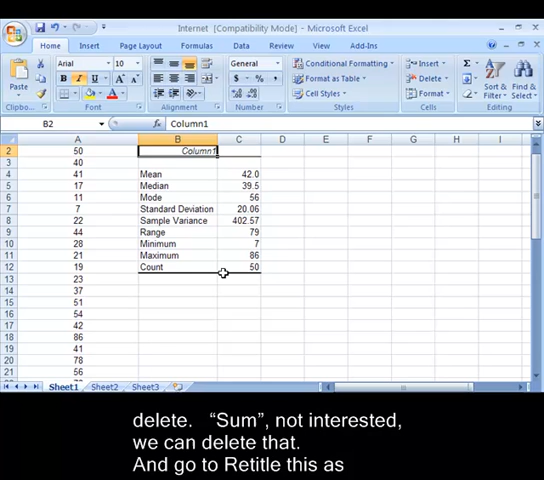 Internet [Compatibility Mode] - Microsoft Excel
Home Insert Page Layout Formulas Data Review View Add-Ins
Arial 10 General Conditional Formatting Insert
Paste B I U A A $ % , Format as Table Delete Sort & Filter Find & Select
Cell Styles Format
Clipbo... Font Alignment Number Styles Cells Editing
B2 fx Column1
A B C D E F G H I
2 50 Column1
3 40
4 41 Mean 42.0
5 17 Median 39.5
6 11 Mode 56
7 7 Standard Deviation 20.06
8 22 Sample Variance 402.57
9 44 Range 79
10 28 Minimum 7
11 21 Maximum 86
12 19 Count 50
13 23
14 37
15 51
16 54
17 42
18 86
19 41
20 78
21 56
Sheet1 Sheet2 Sheet3
delete. “Sum”, not interested,
we can delete that.
And go to Retitle this as